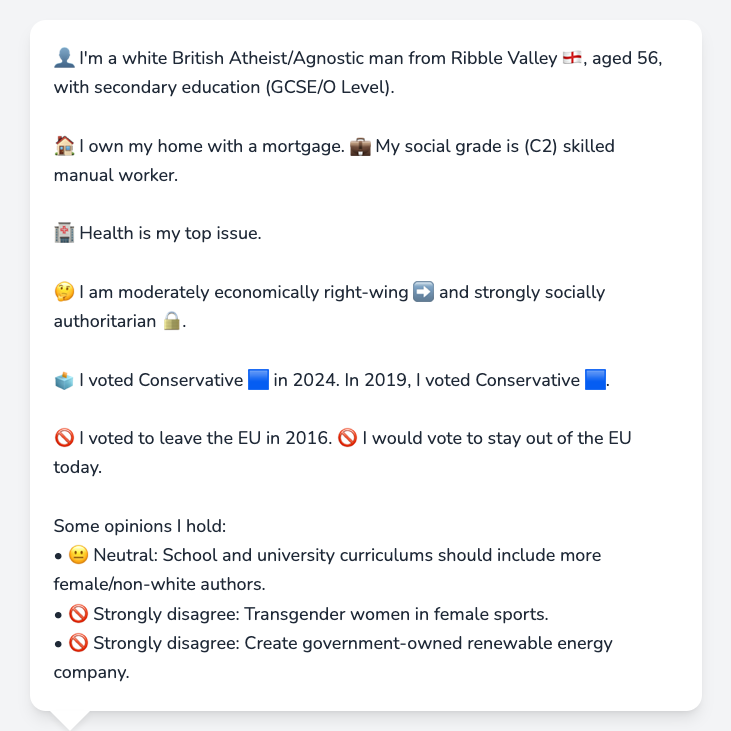 👤 I'm a white British Atheist/Agnostic man from Ribble Valley 🏴󠁧󠁢󠁥󠁮󠁧󠁿, aged 56,
with secondary education (GCSE/O Level).
🏠 I own my home with a mortgage. 💼 My social grade is (C2) skilled
manual worker.
🏥 Health is my top issue.
🤔 I am moderately economically right-wing ➡️ and strongly socially
authoritarian 🔒.
🗳️ I voted Conservative 🟦 in 2024. In 2019, I voted Conservative 🟦.
🚫 I voted to leave the EU in 2016. 🚫 I would vote to stay out of the EU
today.
Some opinions I hold:
• 😐 Neutral: School and university curriculums should include more
female/non-white authors.
• 🚫 Strongly disagree: Transgender women in female sports.
• 🚫 Strongly disagree: Create government-owned renewable energy
company.